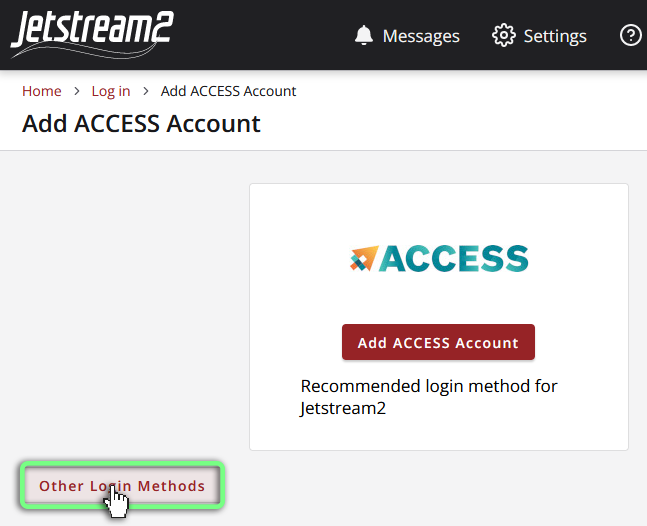 Jetstream2
Messages
Settings
?
Home > Log in > Add ACCESS Account
Add ACCESS Account
ACCESS
Add ACCESS Account
Recommended login method for
Jetstream2
Other Login Methods